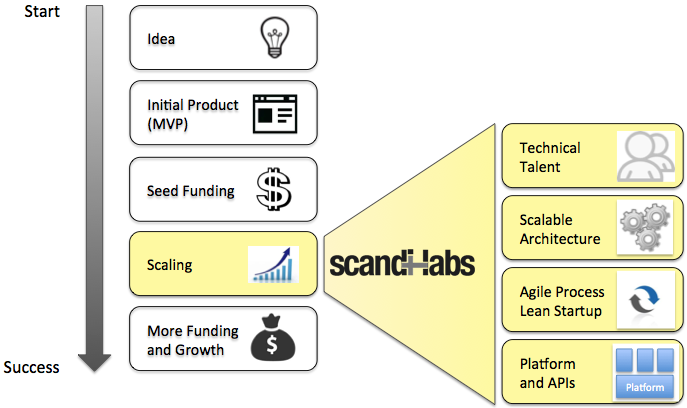 Start
Idea
Initial Product
(MVP)
Seed Funding
Scaling
More Funding
and Growth
Success
scandilabs
Technical
Talent
Scalable
Architecture
Agile Process
Lean Startup
Platform
and APIs
Platform